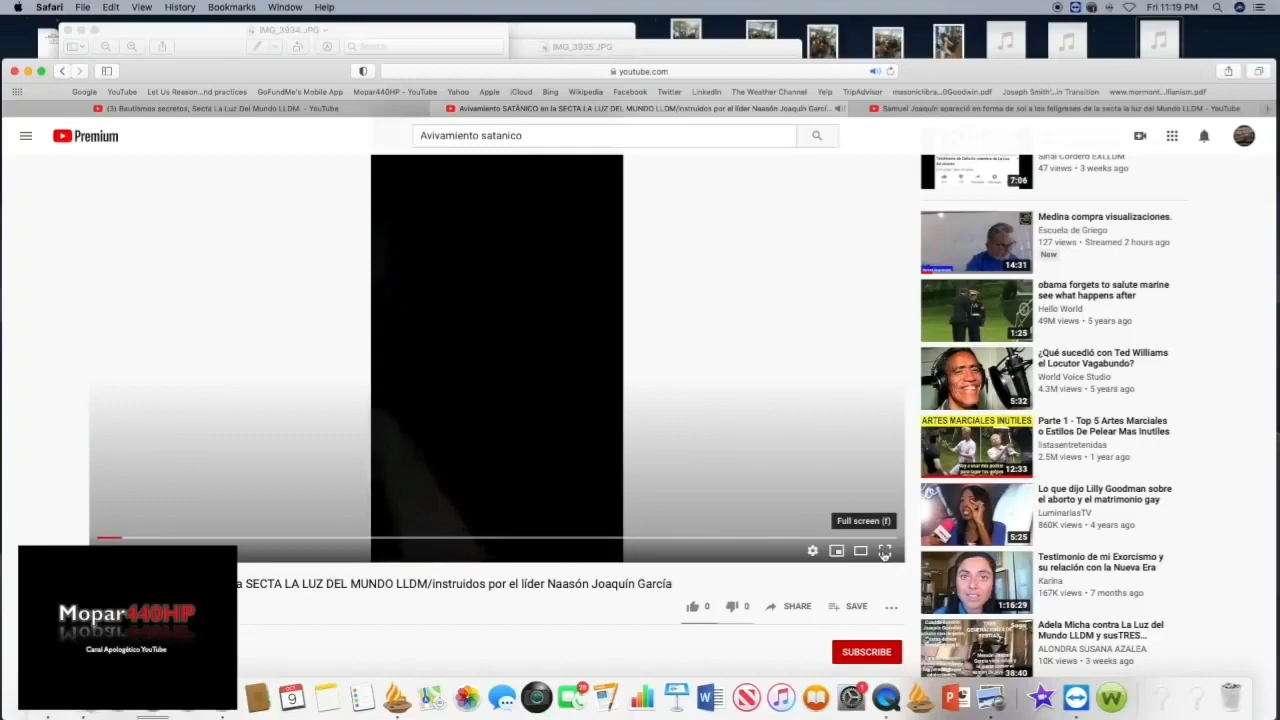 Safari File Edit View History Bookmarks Window Help
Fri 11:19 PM
IMG_3934.JPG
Search
IMG_3935.JPG
youtube.com
Google YouTube Let Us Reason...nd practices GoFundMe's Mobile App Mopar440HP - YouTube Yahoo Apple iCloud Bing Wikipedia Facebook Twitter LinkedIn The Weather Channel Yelp TripAdvisor masoniclibra...0Goodwin.pdf Joseph Smith'...in Transition www.mormont...illenium.pdf
(3) Bautismos secretos, Secta La Luz Del Mundo LLDM. - YouTube
Avivamiento SATÁNICO en la SECTA LA LUZ DEL MUNDO LLDM/instruidos por el líder Naasón Joaquín Garcí...
Samuel Joaquín apareció en forma de sol a los feligreses de la secta la luz del Mundo LLDM - YouTube
Premium
Avivamiento satanico
Sinaí Cordero EXLLDM
47 views • 3 weeks ago
7:06
Medina compra visualizaciones.
Escuela de Griego
127 views • Streamed 2 hours ago
New
14:31
obama forgets to salute marine
see what happens after
Hello World
49M views • 5 years ago
1:25
¿Qué sucedió con Ted Williams
el Locutor Vagabundo?
World Voice Studio
4.3M views • 5 years ago
5:32
ARTES MARCIALES INUTILES
Parte 1 - Top 5 Artes Marciales
o Estilos De Pelear Mas Inutiles
listasentretenidas
2.5M views • 1 year ago
12:33
Lo que dijo Lilly Goodman sobre
el aborto y el matrimonio gay
LuminariasTV
860K views • 4 years ago
5:25
Testimonio de mi Exorcismo y
su relación con la Nueva Era
Karina
167K views • 7 months ago
1:16:29
Adela Micha contra La Luz del
Mundo LLDM y susTRES...
ALONDRA SUSANA AZALEA
10K views • 3 weeks ago
38:40
Full screen (f)
a SECTA LA LUZ DEL MUNDO LLDM/instruidos por el líder Naasón Joaquín García
0 0 SHARE SAVE
SUBSCRIBE
Mopar440HP
Canal Apologético YouTube